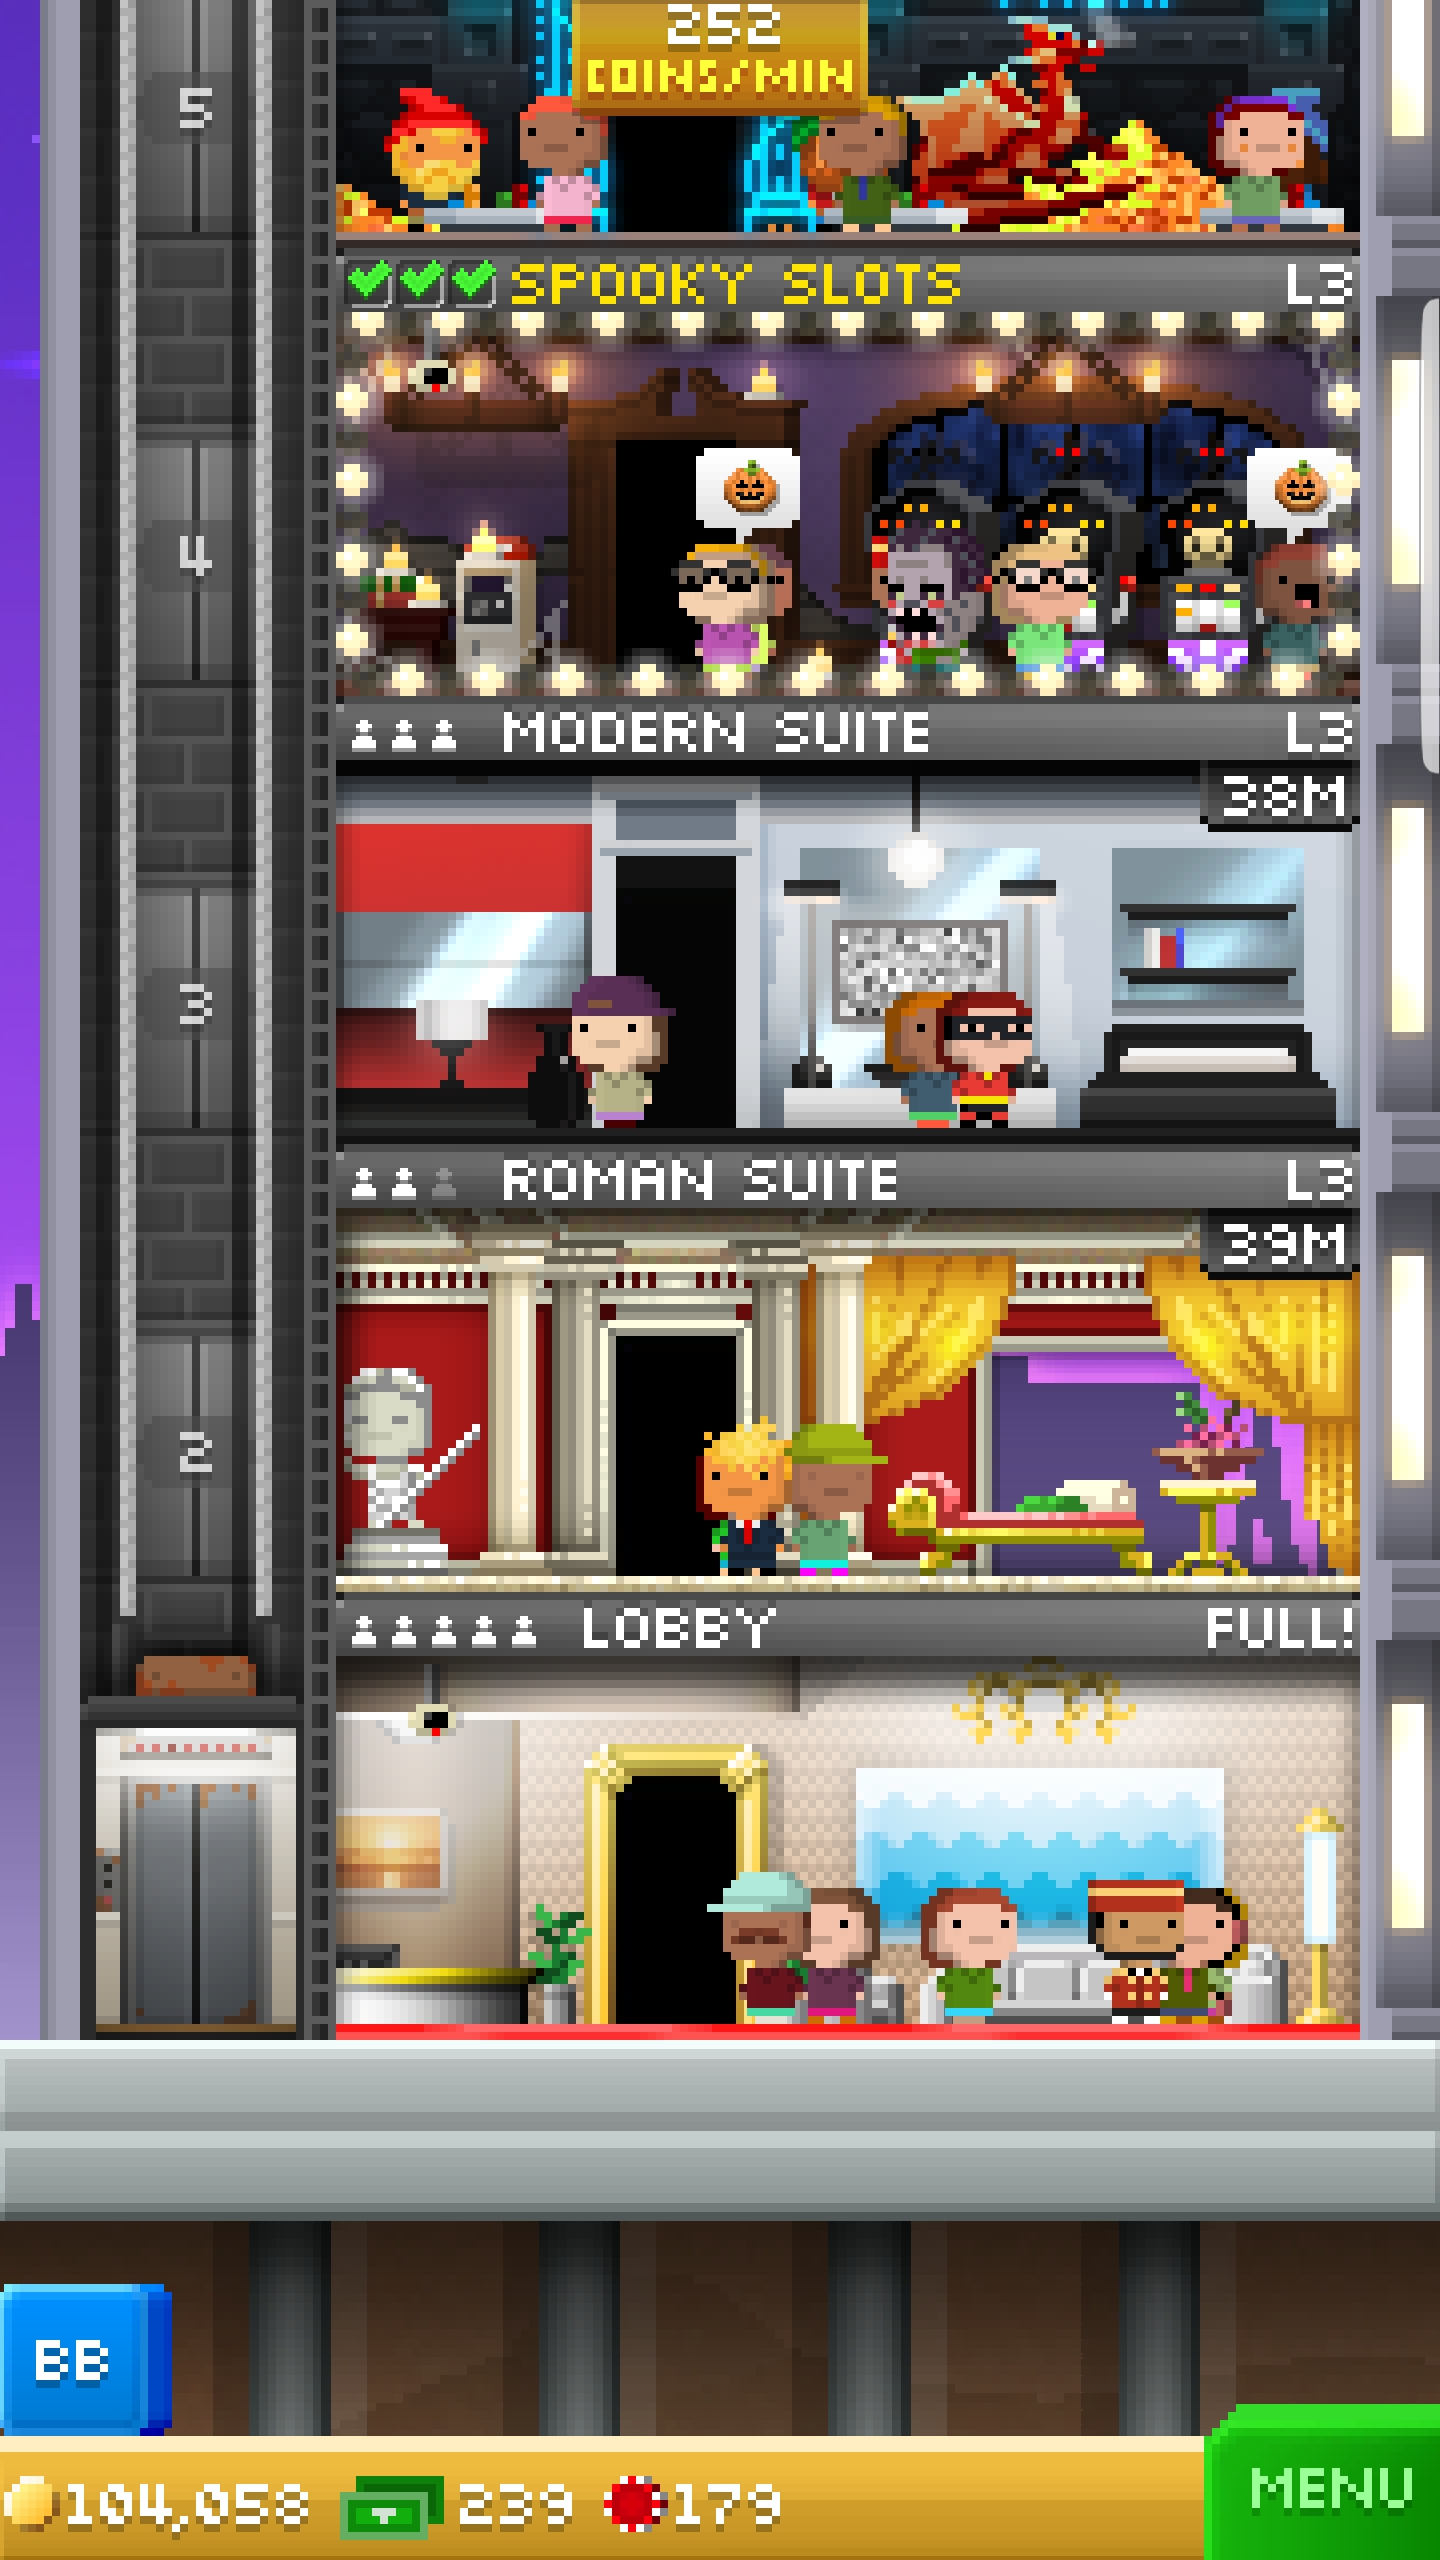 252
COINS/MIN
5
SPOOKY SLOTS L3
4
MODERN SUITE L3
38M
3
ROMAN SUITE L3
39M
2
LOBBY FULL!
BB
104,058 239 179
MENU